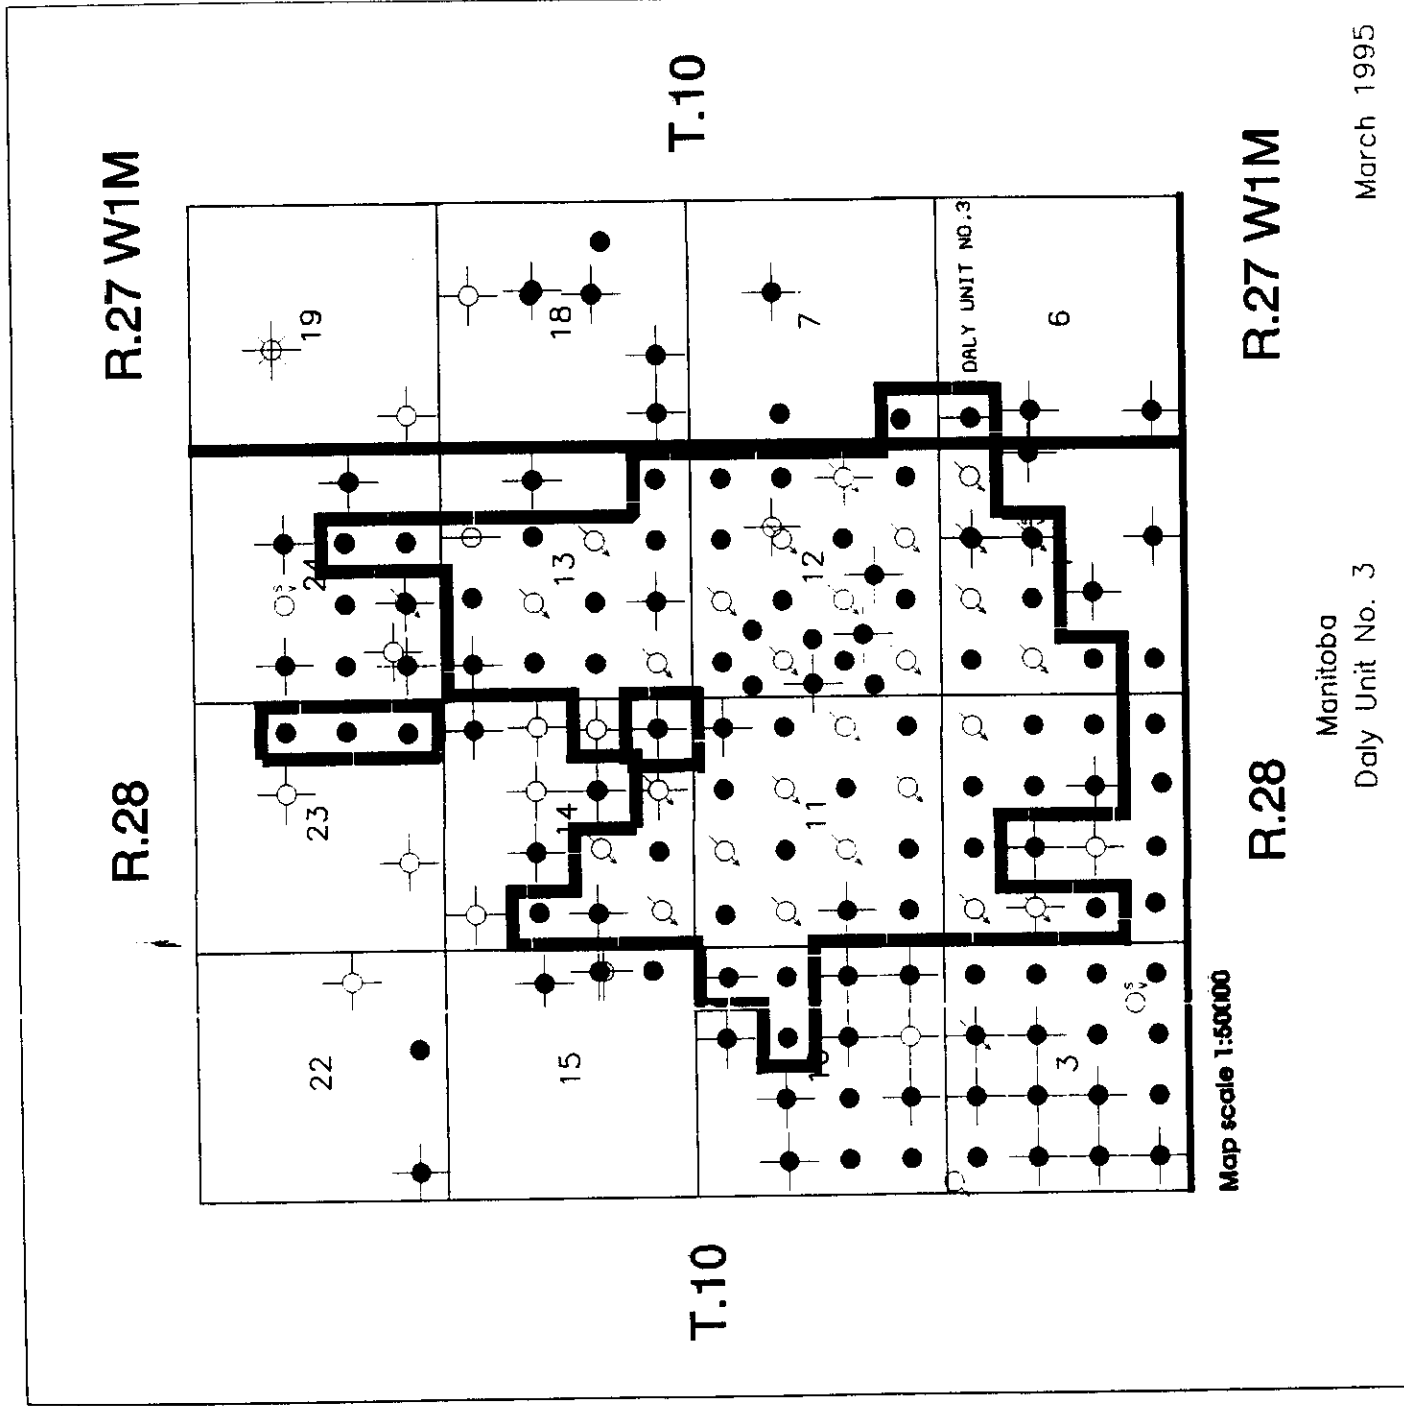 R.28
R.27 W1M
22
23
24
19
15
14
13
18
T.10
T.10
11
12
7
3
6
DALY UNIT NO.3
S
V
S
V
Map scale 1:50000
R.28
R.27 W1M
Manitoba
Daly Unit No. 3
March 1995